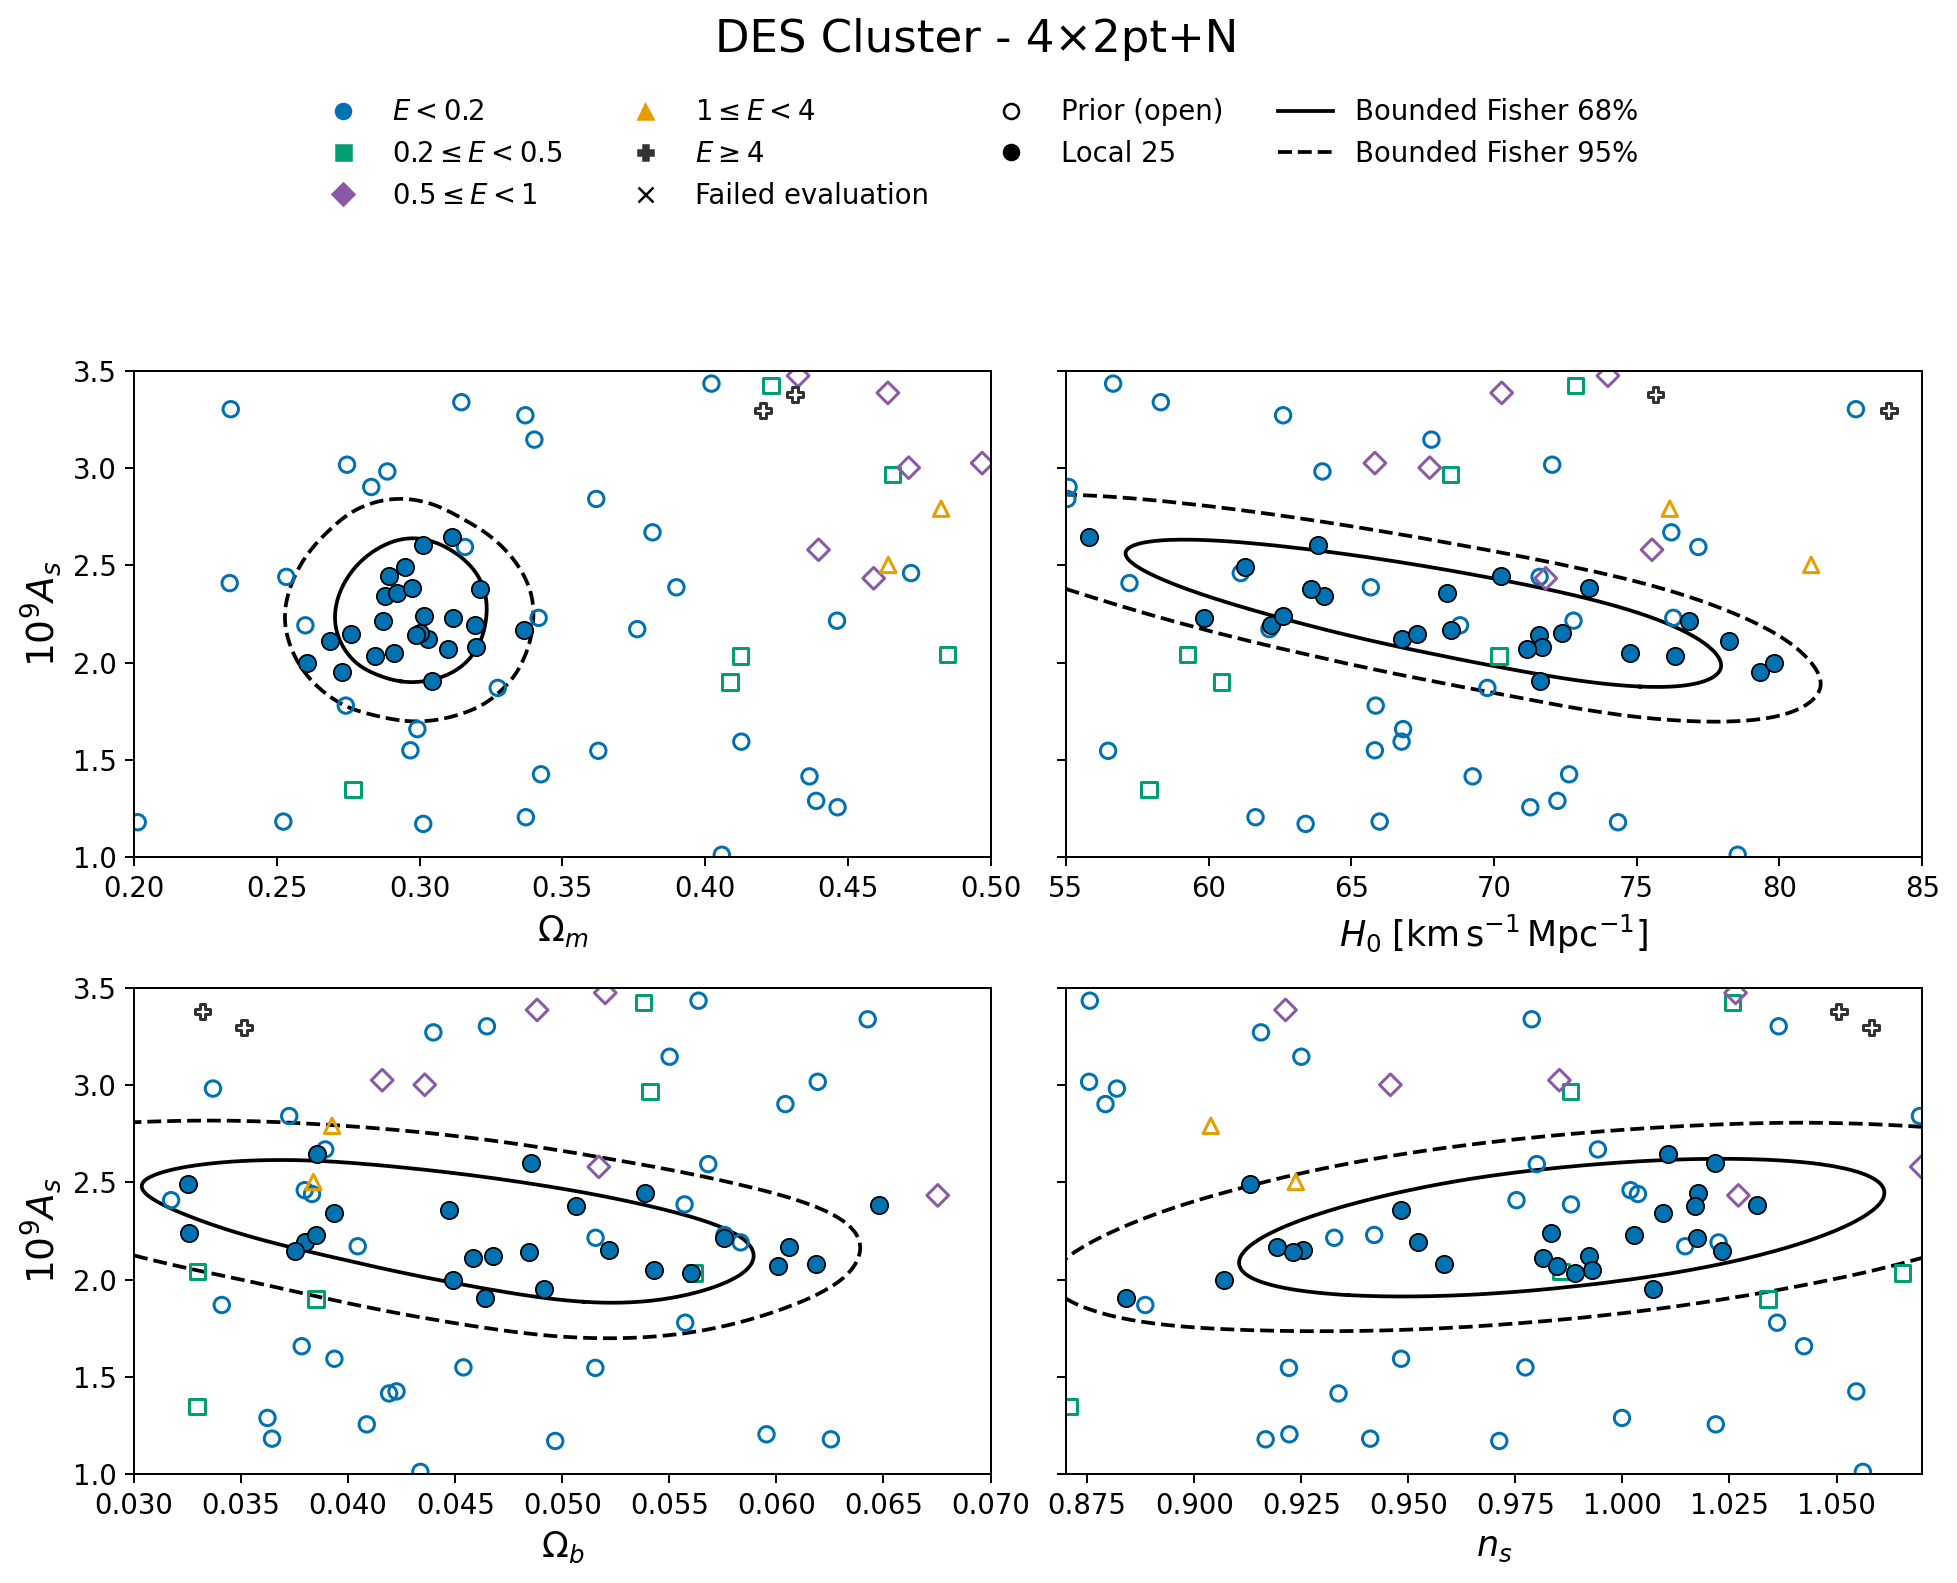 DES Cluster - 4×2pt+N
E < 0.2
0.2 ≤ E < 0.5
0.5 ≤ E < 1
1 ≤ E < 4
E ≥ 4
Failed evaluation
Prior (open)
Local 25
Bounded Fisher 68%
Bounded Fisher 95%
10⁹Aₛ
3.5
3.0
2.5
2.0
1.5
1.0
0.20 0.25 0.30 0.35 0.40 0.45 0.50
Ωₘ
55 60 65 70 75 80 85
H₀ [km s⁻¹ Mpc⁻¹]
10⁹Aₛ
3.5
3.0
2.5
2.0
1.5
1.0
0.030 0.035 0.040 0.045 0.050 0.055 0.060 0.065 0.070
Ω_b
0.875 0.900 0.925 0.950 0.975 1.000 1.025 1.050
nₛ